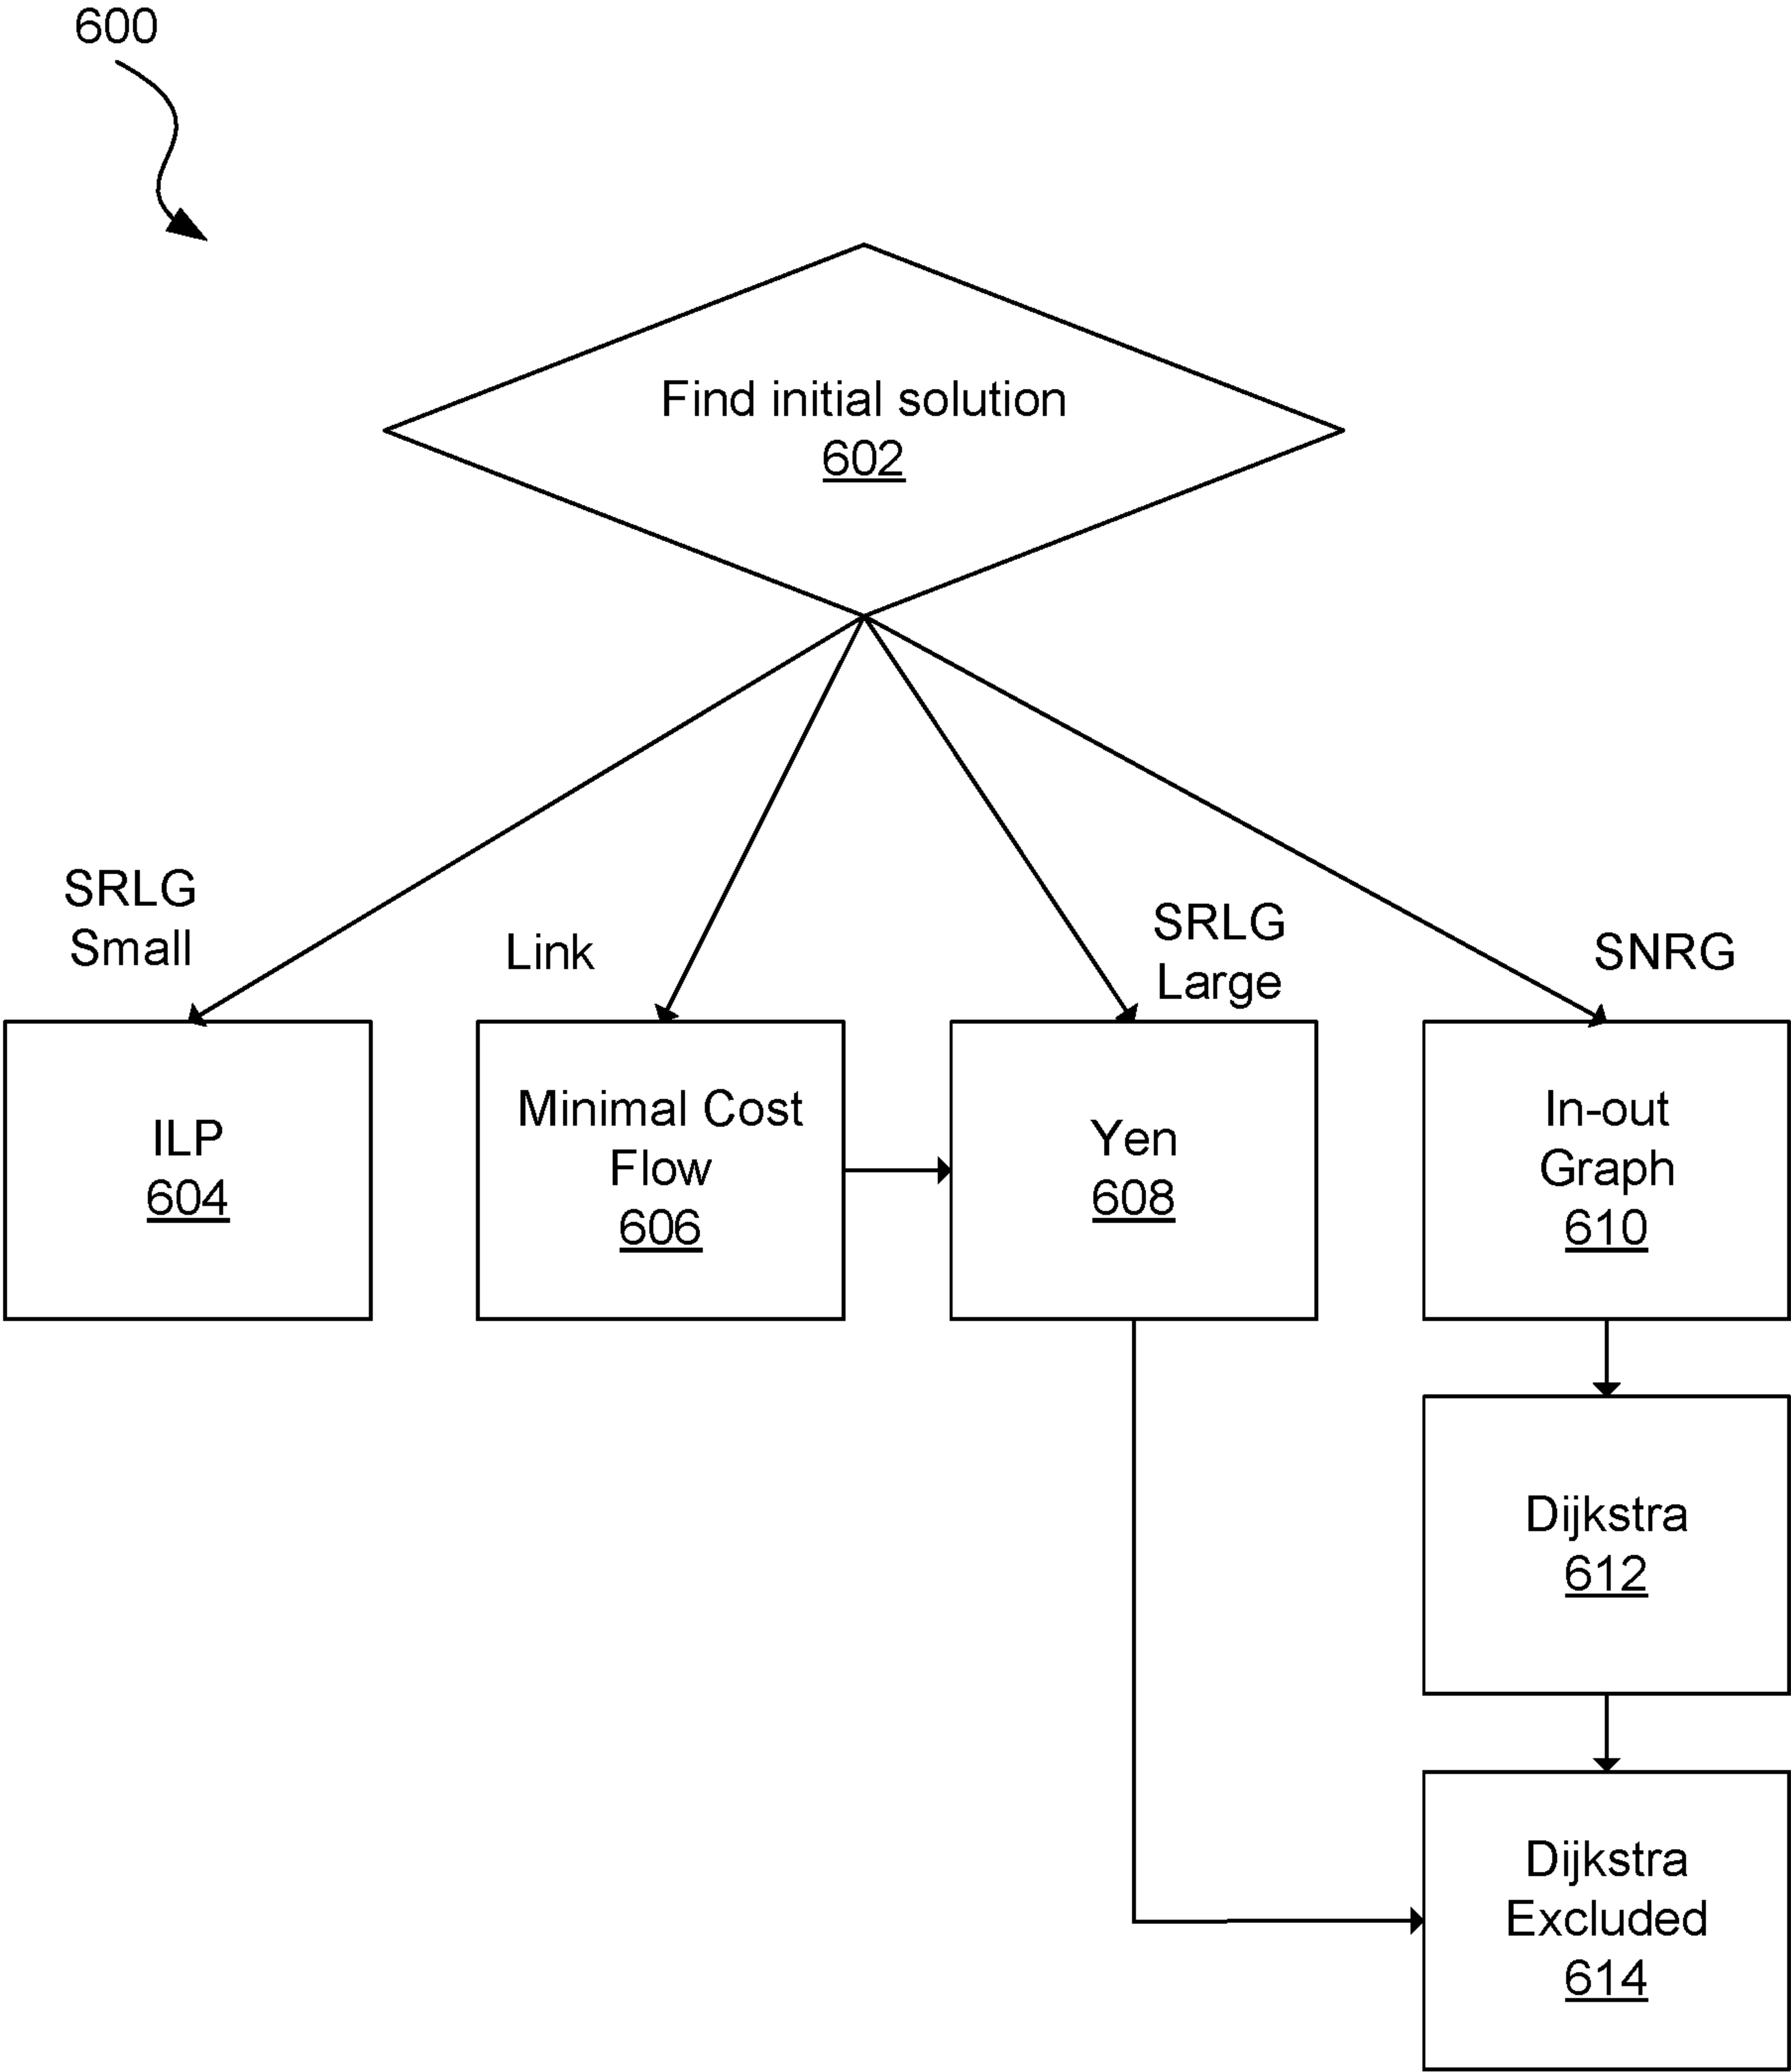 600
Find initial solution
602
SRLG
Small
Link
SRLG
Large
SNRG
ILP
604
Minimal Cost
Flow
606
Yen
608
In-out
Graph
610
Dijkstra
612
Dijkstra
Excluded
614